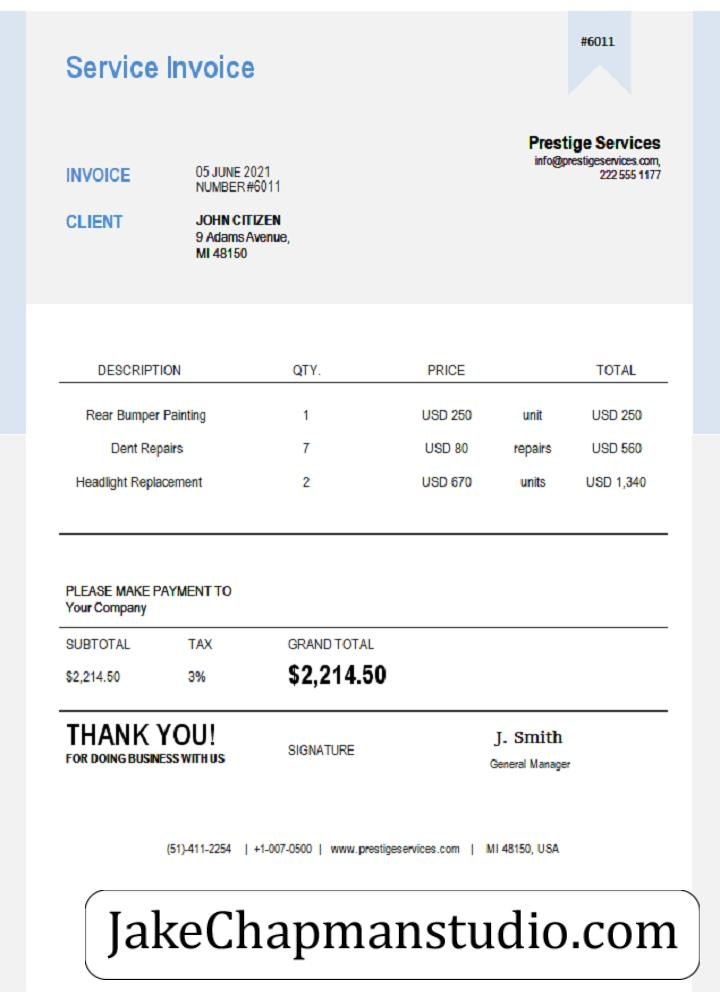 #6011
Service Invoice
Prestige Services
info@prestigeservices.com,
222 555 1177
INVOICE 05 JUNE 2021
NUMBER #6011
CLIENT JOHN CITIZEN
9 Adams Avenue,
MI 48150
DESCRIPTION QTY. PRICE TOTAL
Rear Bumper Painting 1 USD 250 unit USD 250
Dent Repairs 7 USD 80 repairs USD 560
Headlight Replacement 2 USD 670 units USD 1,340
PLEASE MAKE PAYMENT TO
Your Company
SUBTOTAL TAX GRAND TOTAL
$2,214.50 3% $2,214.50
THANK YOU!
FOR DOING BUSINESS WITH US
SIGNATURE
J. Smith
General Manager
(51)-411-2254 | +1-007-0500 | www.prestigeservices.com | MI 48150, USA
JakeChapmanstudio.com